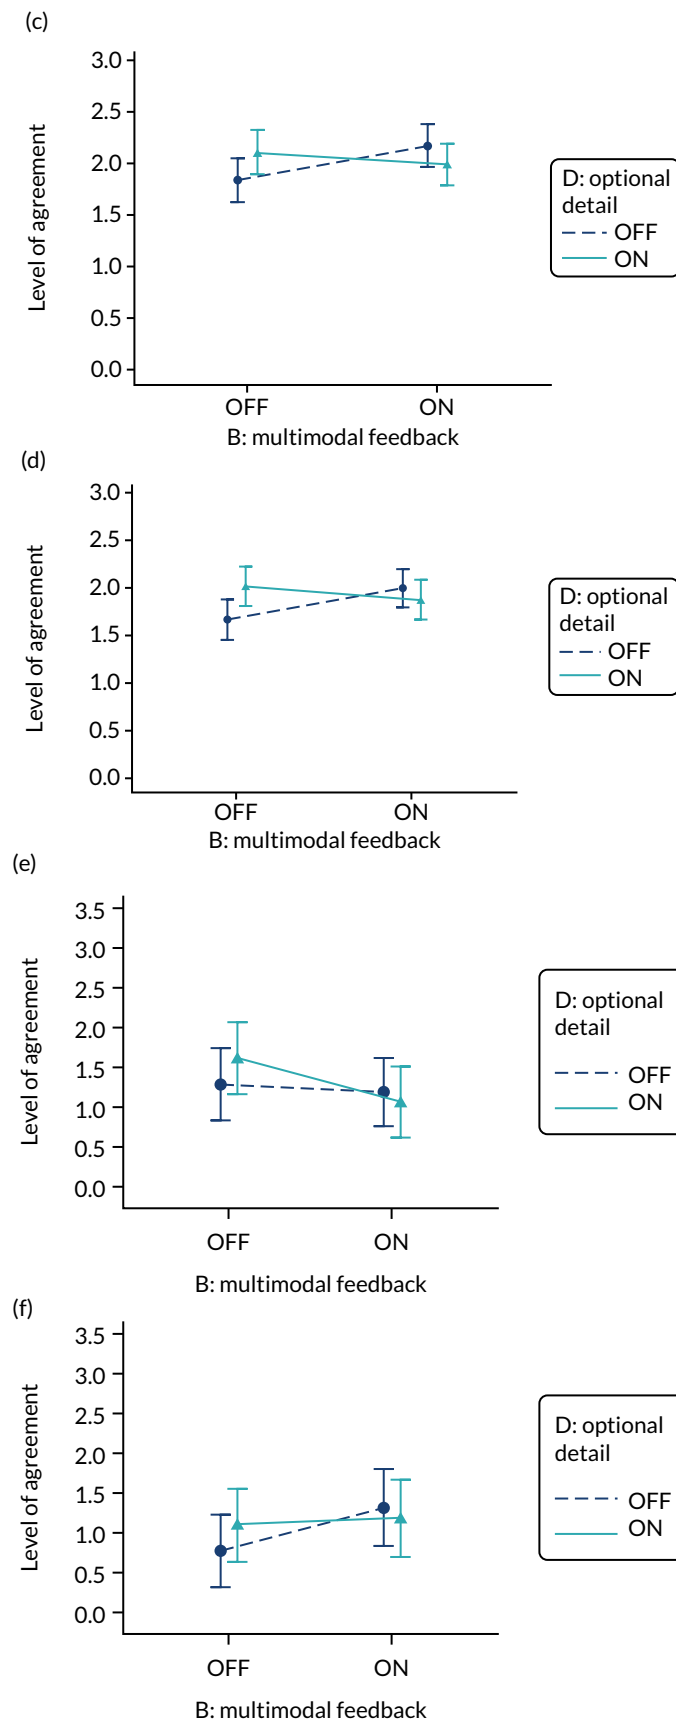 (c)
3.0
2.5
2.0
1.5
1.0
0.5
0.0
Level of agreement
OFF ON
B: multimodal feedback
D: optional
detail
OFF
ON
(d)
3.0
2.5
2.0
1.5
1.0
0.5
0.0
Level of agreement
OFF ON
B: multimodal feedback
D: optional
detail
OFF
ON
(e)
3.5
3.0
2.5
2.0
1.5
1.0
0.5
0.0
Level of agreement
OFF ON
B: multimodal feedback
D: optional
detail
OFF
ON
(f)
3.5
3.0
2.5
2.0
1.5
1.0
0.5
0.0
Level of agreement
OFF ON
B: multimodal feedback
D: optional
detail
OFF
ON